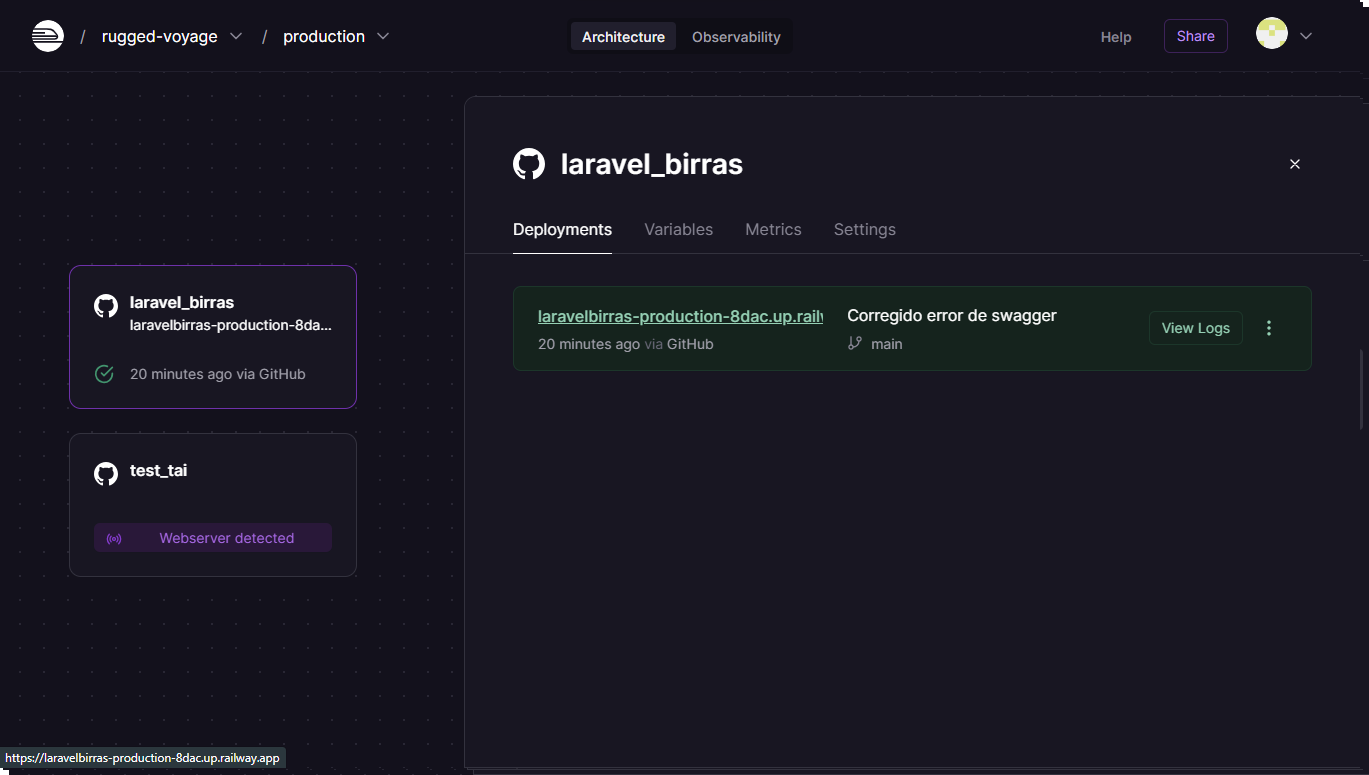 / rugged-voyage / production Architecture Observability Help Share
laravel_birras
Deployments Variables Metrics Settings
laravelbirras-production-8dac.up.rail
20 minutes ago via GitHub
Corregido error de swagger
main
View Logs
laravel_birras
laravelbirras-production-8da...
20 minutes ago via GitHub
test_tai
Webserver detected
https://laravelbirras-production-8dac.up.railway.app